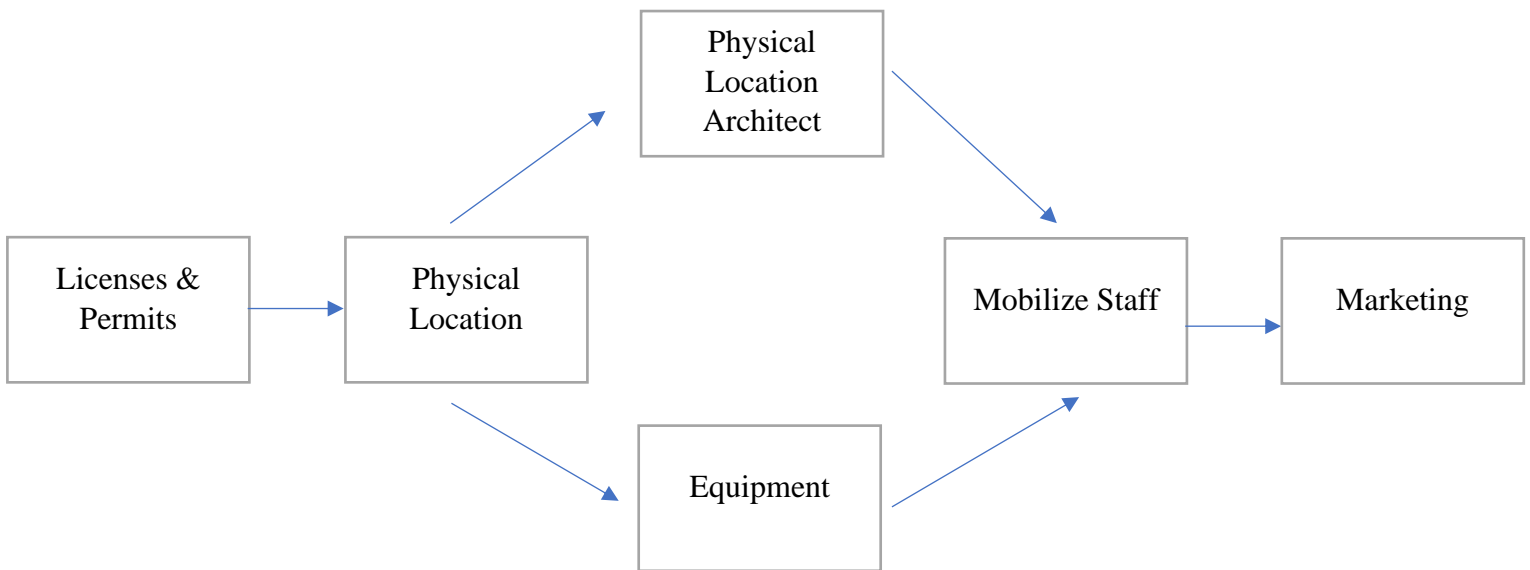 Physical
Location
Architect
Licenses &
Permits
Physical
Location
Mobilize Staff
Marketing
Equipment